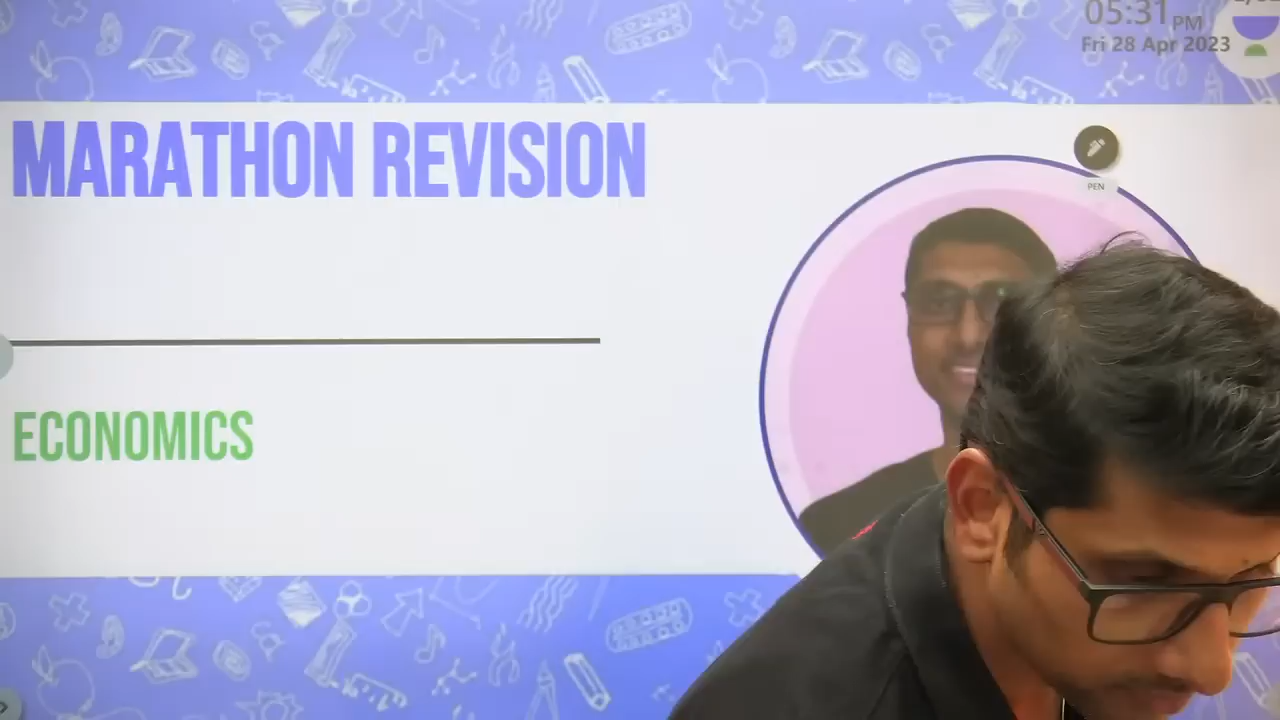 05:31 PM
Fri 28 Apr 2023
MARATHON REVISION
PEN
ECONOMICS